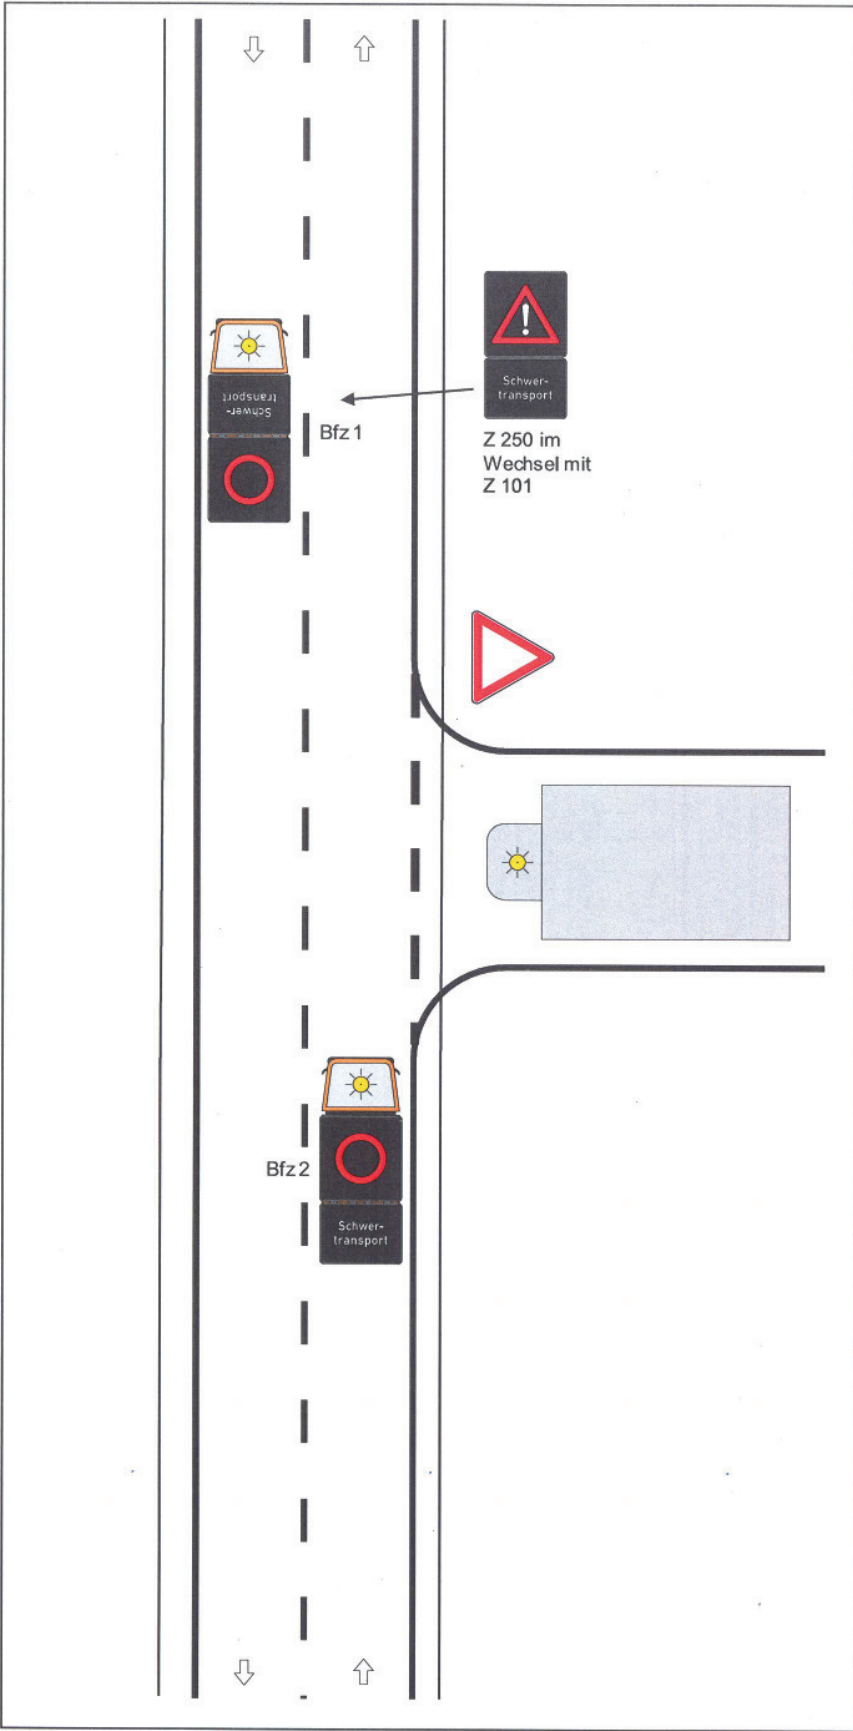 Schwer-
transport
Bfz 1
Schwer-
transport
Z 250 im
Wechsel mit
Z 101
Bfz 2
Schwer-
transport